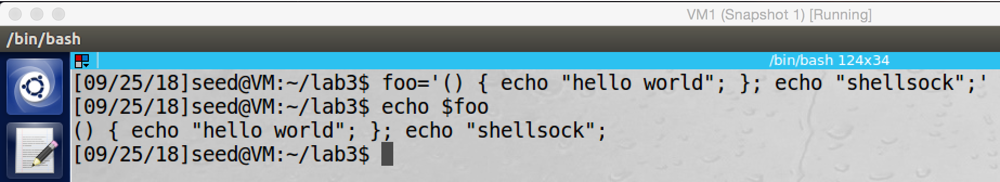 VM1 (Snapshot 1) [Running]
/bin/bash
/bin/bash 124x34
[09/25/18]seed@VM:~/lab3$ foo='() { echo "hello world"; }; echo "shellsock";'
[09/25/18]seed@VM:~/lab3$ echo $foo
() { echo "hello world"; }; echo "shellsock";
[09/25/18]seed@VM:~/lab3$